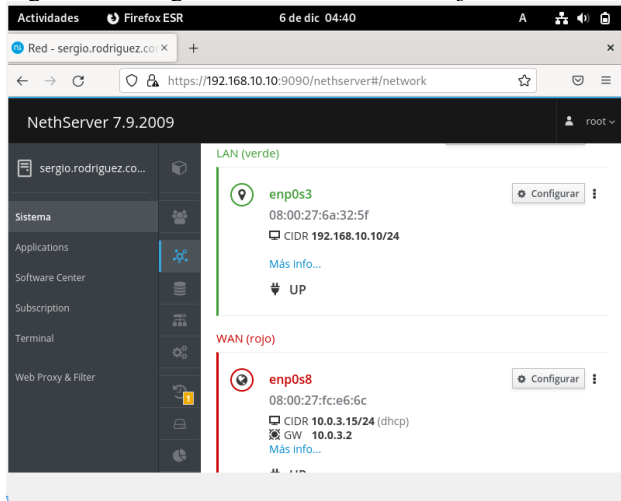 Actividades Firefox ESR 6 de dic 04:40 A
Red - sergio.rodriguez.cor × + ×
https://192.168.10.10:9090/nethserver#/network
NethServer 7.9.2009 root
sergio.rodriguez.co...
Sistema
Applications
Software Center
Subscription
Terminal
Web Proxy & Filter
1
LAN (verde)
enp0s3 Configurar
08:00:27:6a:32:5f
CIDR 192.168.10.10/24
Más info...
UP
WAN (rojo)
enp0s8 Configurar
08:00:27:fc:e6:6c
CIDR 10.0.3.15/24 (dhcp)
GW 10.0.3.2
Más info...